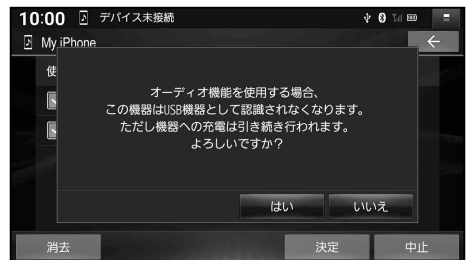 10:00 デバイス未接続
My iPhone
使
オーディオ機能を使用する場合、
この機器はUSB機器として認識されなくなります。
ただし機器への充電は引き続き行われます。
よろしいですか？
はい いいえ
消去 決定 中止